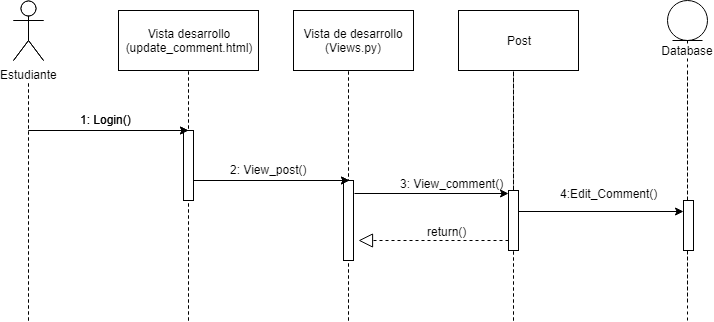 Estudiante
Vista desarrollo
(update_comment.html)
Vista de desarrollo
(Views.py)
Post
Database
1: Login()
2: View_post()
3: View_comment()
4:Edit_Comment()
return()